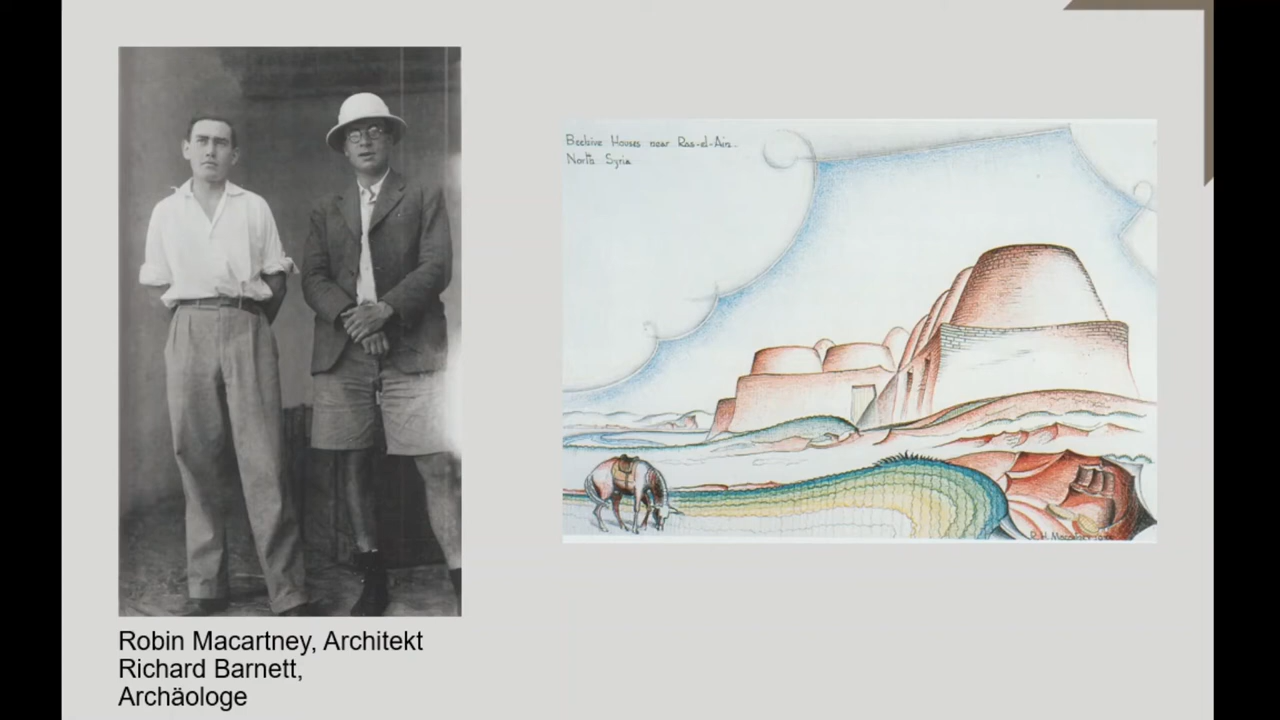 Beehive Houses near Ras-el-Ain.
North Syria
Robin Macartney, Architekt
Richard Barnett,
Archäologe